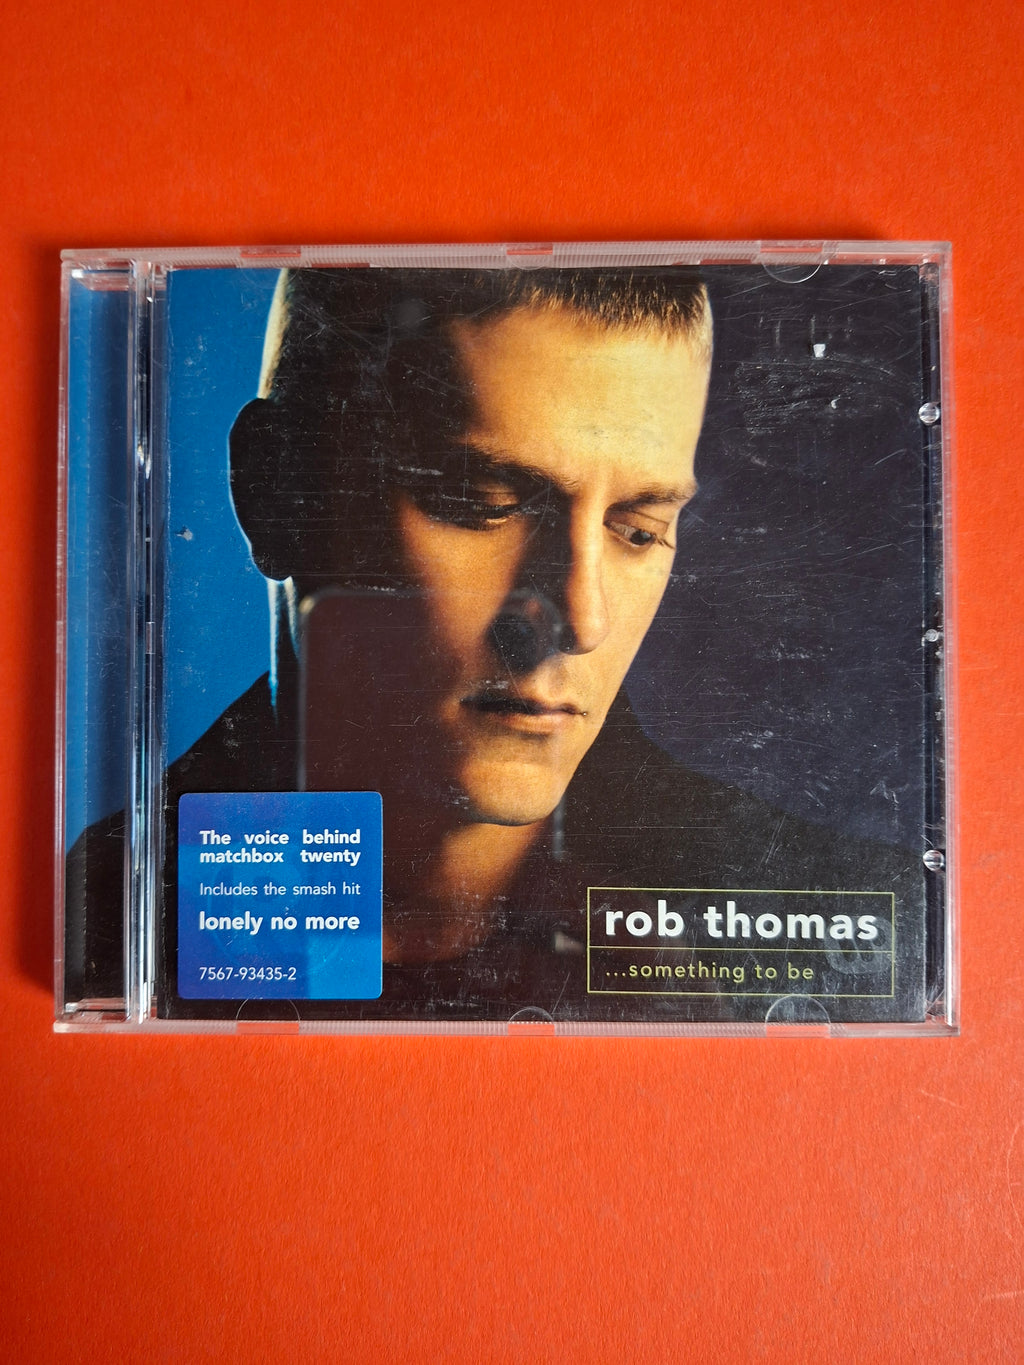 The voice behind
matchbox twenty
Includes the smash hit
lonely no more
7567-93435-2
rob thomas
...something to be